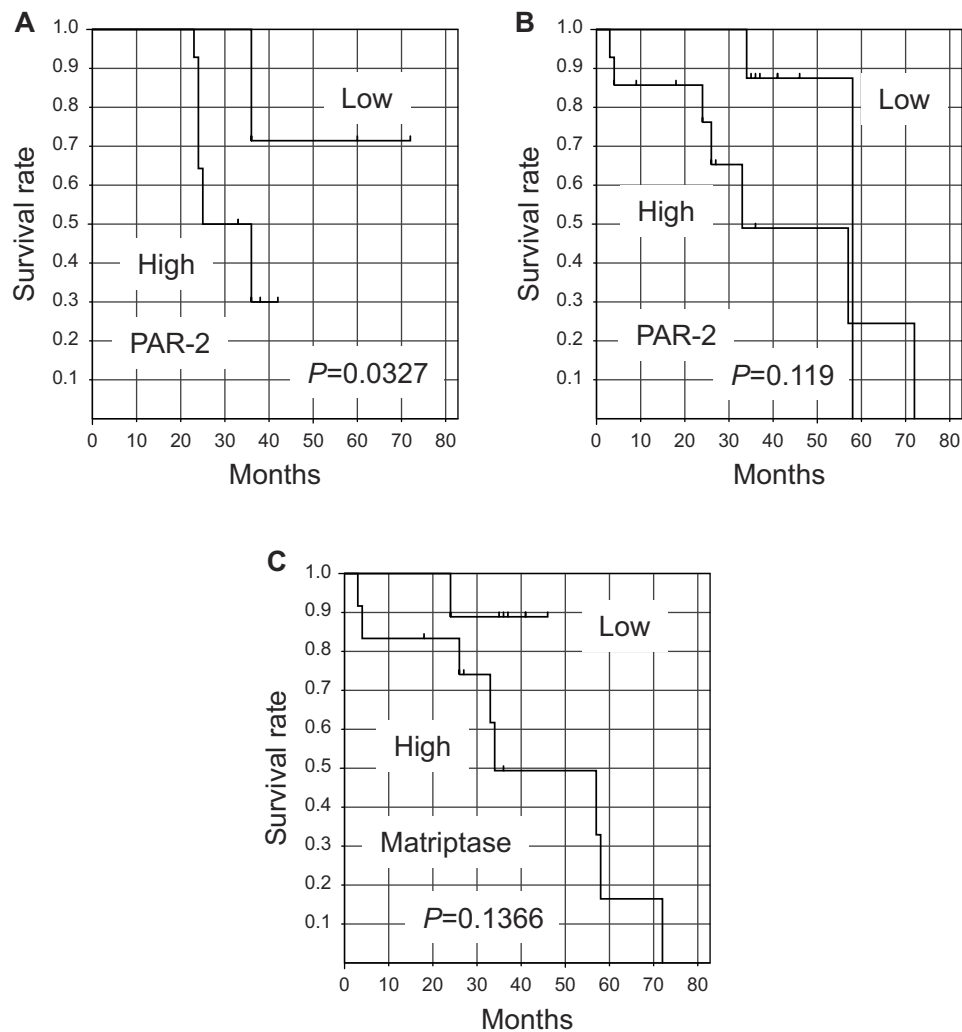 A
1.0
0.9
0.8
0.7
0.6
0.5
0.4
0.3
0.2
0.1
Survival rate
Low
High
PAR-2
P=0.0327
0 10 20 30 40 50 60 70 80
Months
B
1.0
0.9
0.8
0.7
0.6
0.5
0.4
0.3
0.2
0.1
Survival rate
Low
High
PAR-2
P=0.119
0 10 20 30 40 50 60 70 80
Months
C
1.0
0.9
0.8
0.7
0.6
0.5
0.4
0.3
0.2
0.1
Survival rate
Low
High
Matriptase
P=0.1366
0 10 20 30 40 50 60 70 80
Months